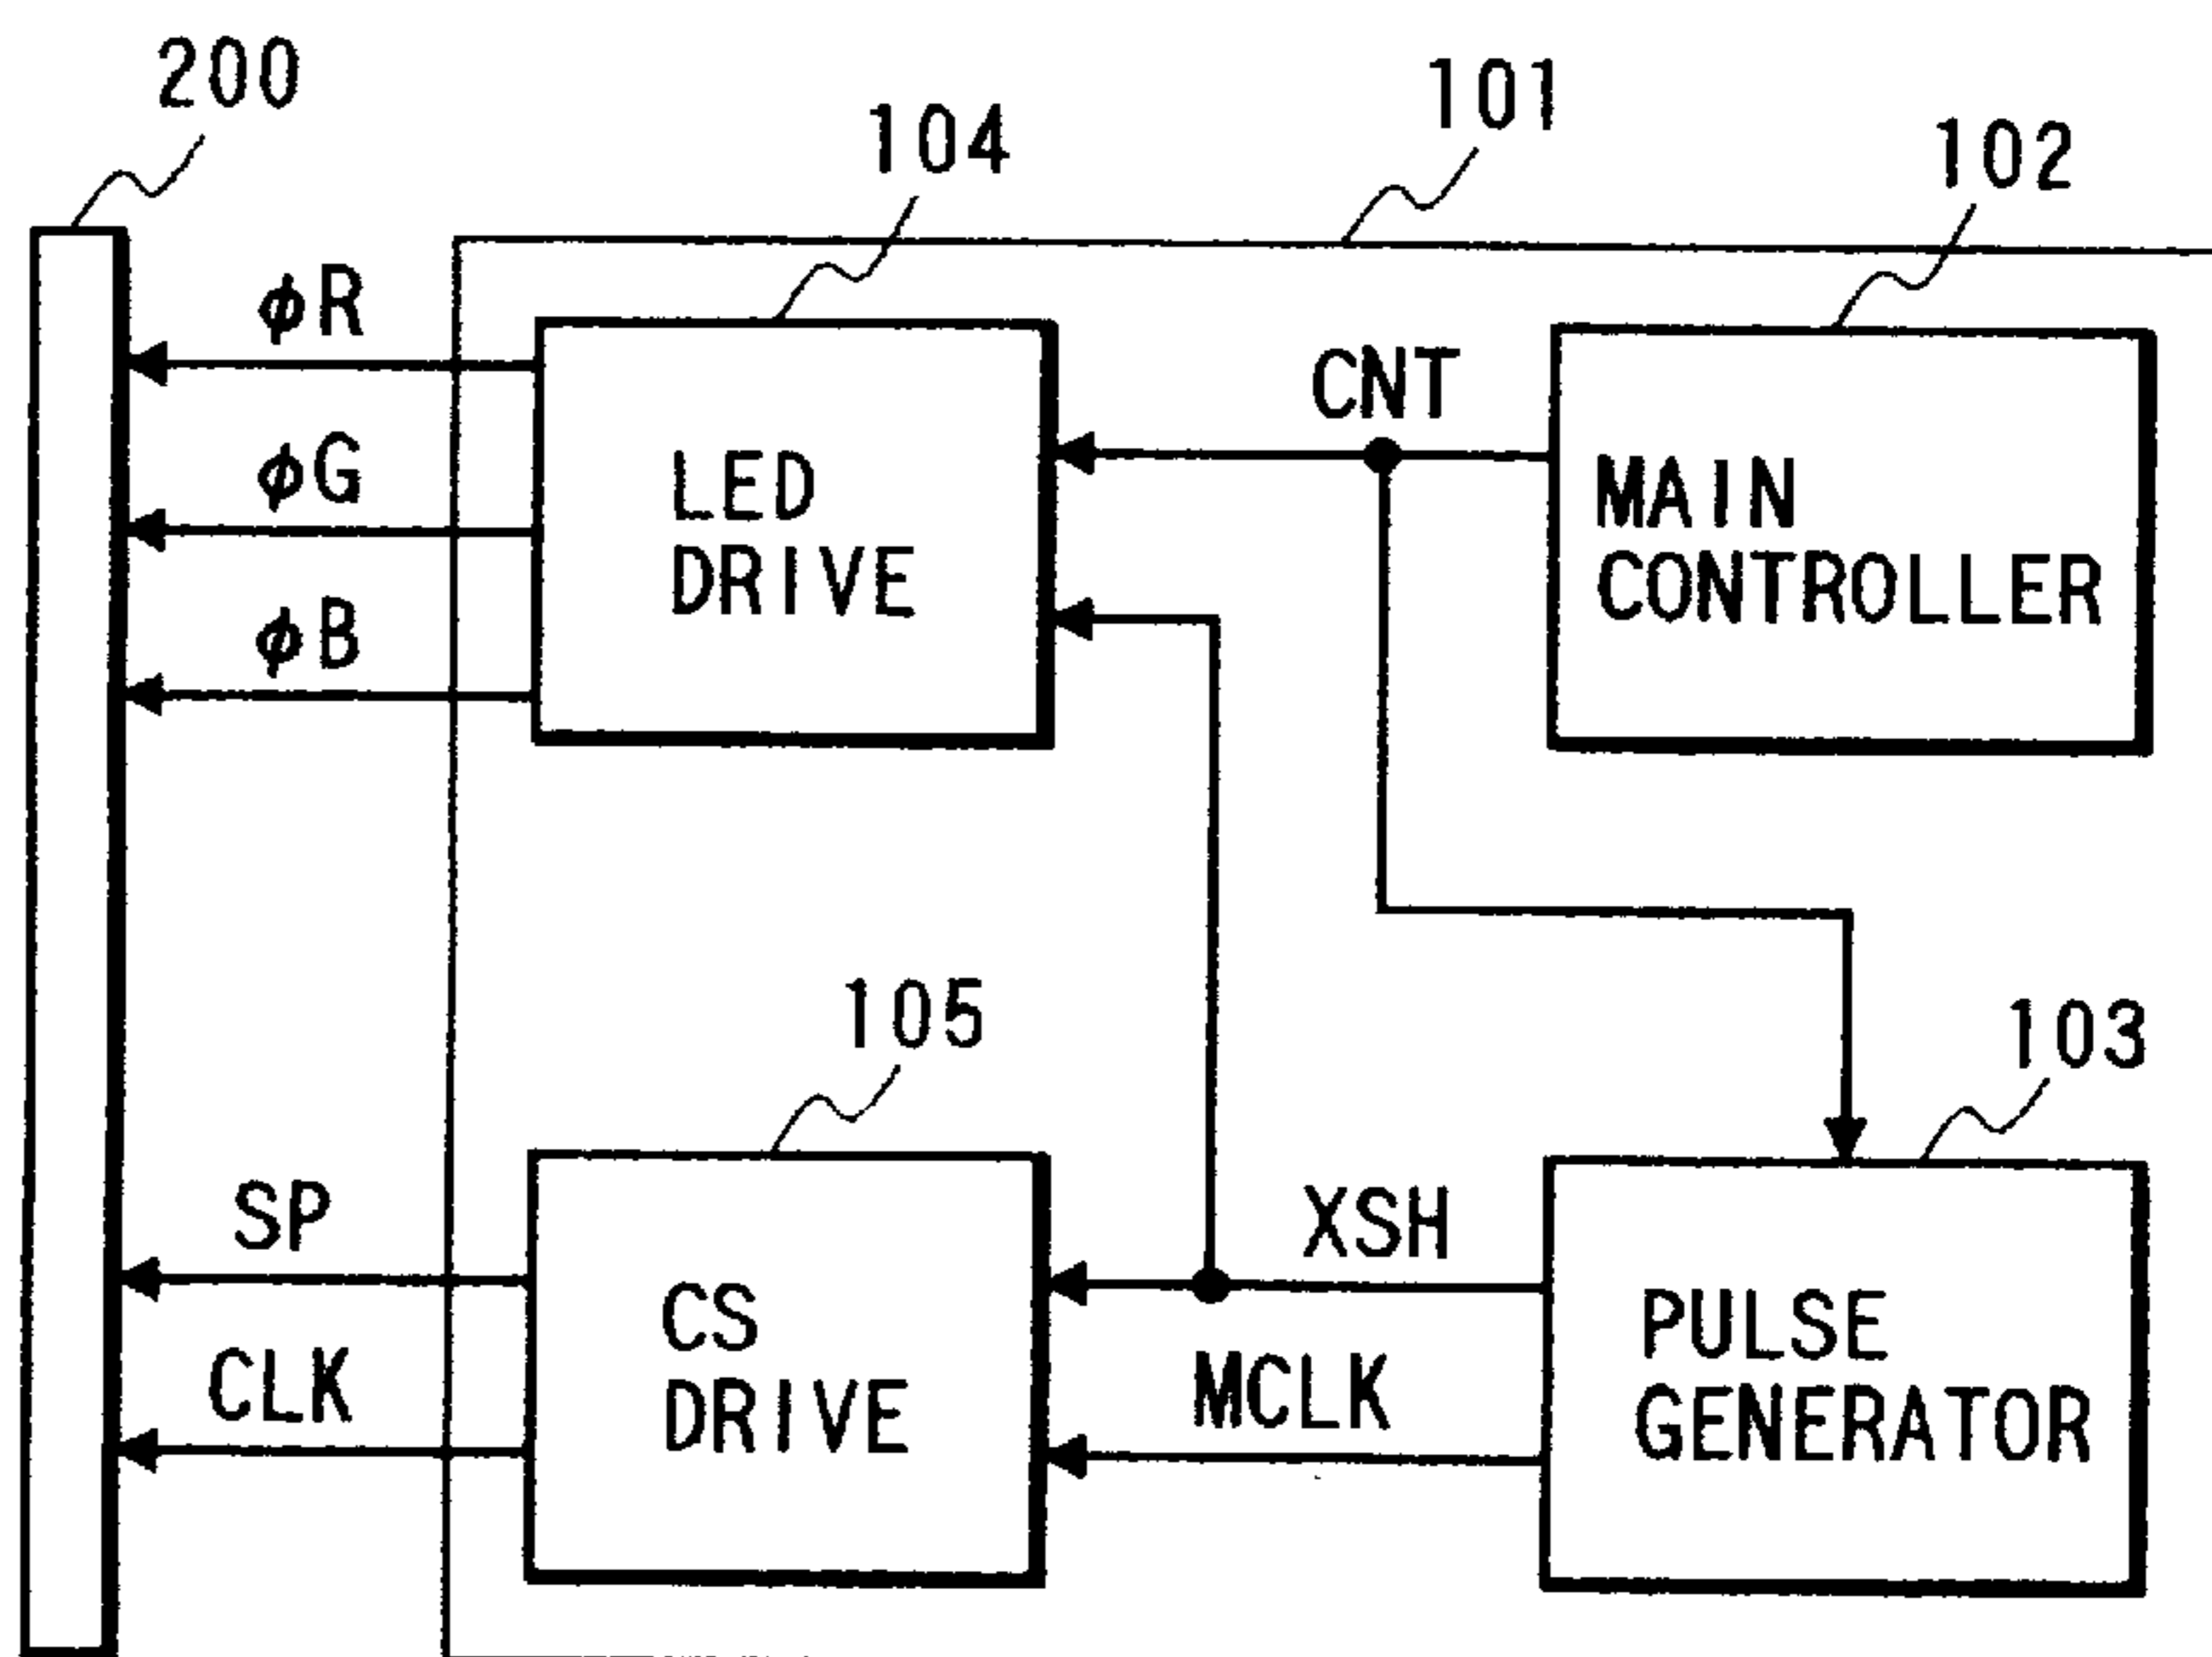 200
104
101
102
φR
φG
φB
LED
DRIVE
CNT
MAIN
CONTROLLER
105
103
SP
CLK
CS
DRIVE
XSH
MCLK
PULSE
GENERATOR